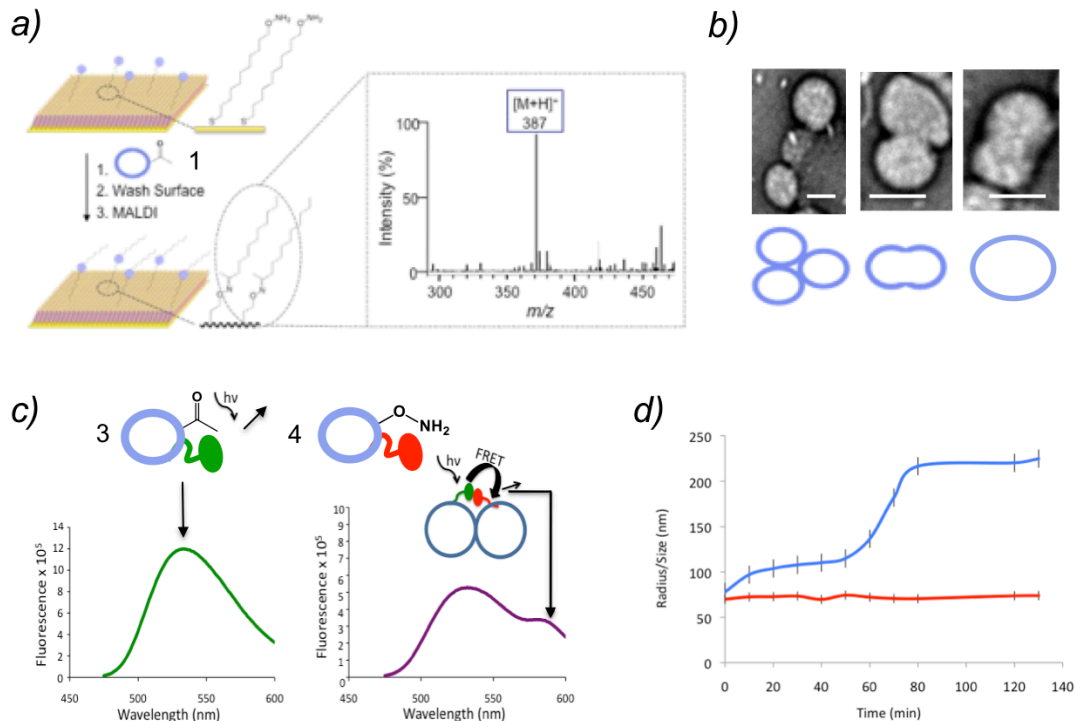 a)
O-NH₂ NH₂
S S
O
1
1.
2. Wash Surface
3. MALDI
O-N O-N
[M+H]⁺
387
100
50
0
Intensity (%)
300 350 400 450
m/z
b)
c)
3
O
hν
4
O
NH₂
hν
FRET
14
12
10
8
6
4
2
0
Fluorescence x 10⁵
450 500 550 600
Wavelength (nm)
10
9
8
7
6
5
4
3
2
1
0
Fluorescence x 10⁵
450 500 550 600
Wavelength (nm)
d)
250
200
150
100
50
0
Radius/Size (nm)
0 20 40 60 80 100 120 140
Time (min)